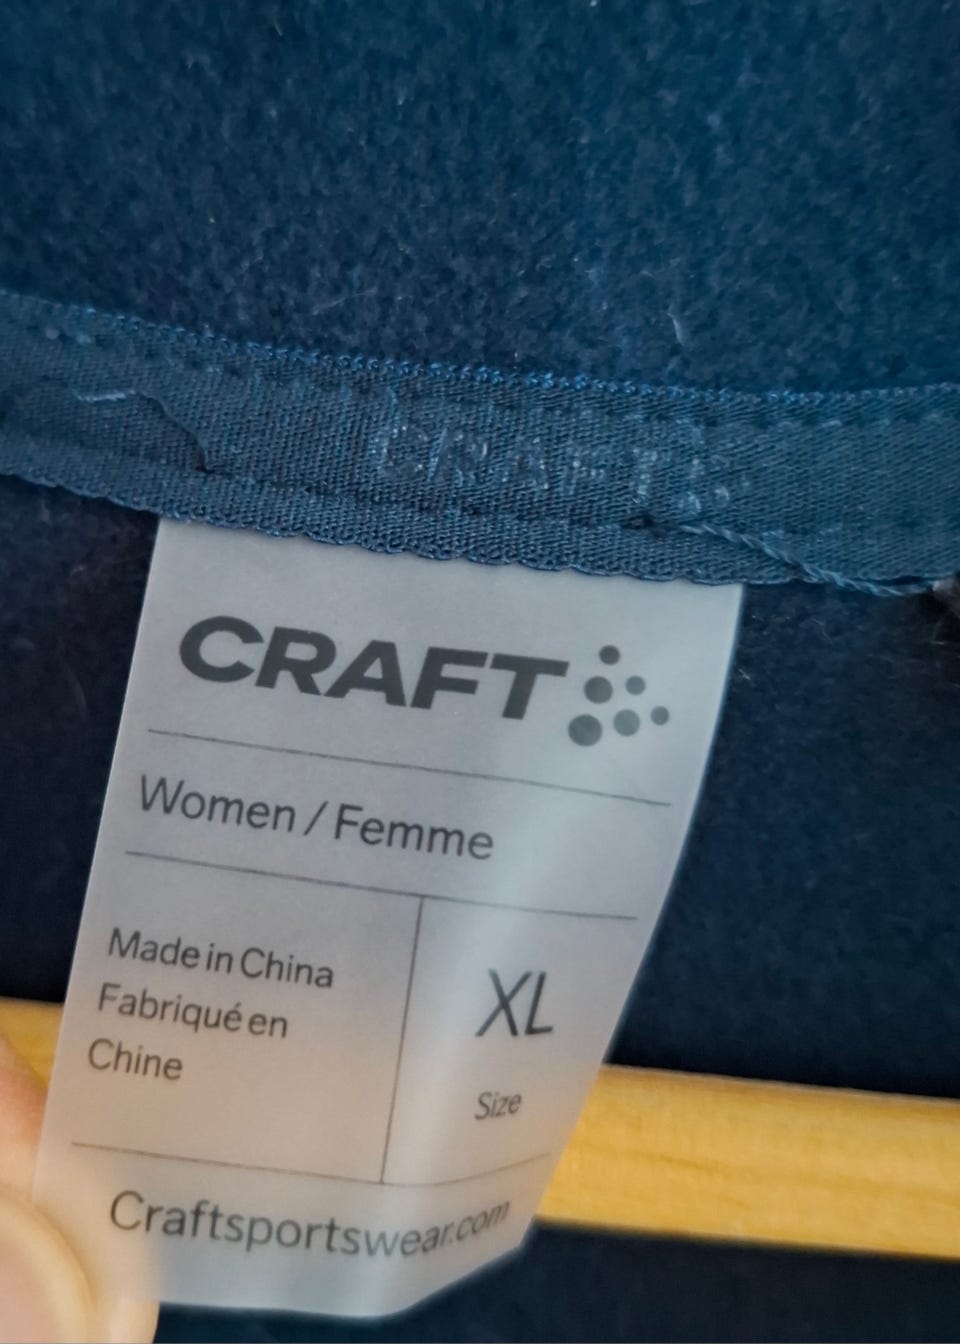 CRAFT
CRAFT
Women / Femme
Made in China
Fabriqué en
Chine
XL
Size
Craftsportswear.com